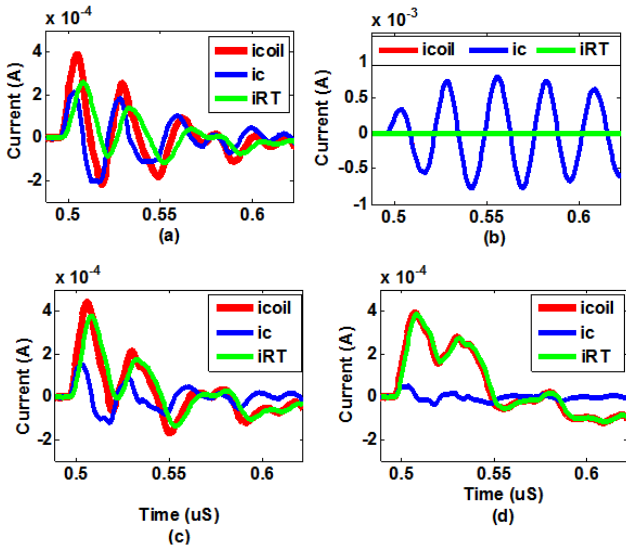 x 10-4
icoil
ic
iRT
4
2
0
-2
Current (A)
0.5
0.55
0.6
(a)
x 10-3
icoil ic iRT
1
0.5
0
-0.5
-1
Current (A)
0.5
0.55
0.6
(b)
x 10-4
icoil
ic
iRT
4
2
0
-2
Current (A)
0.5
0.55
0.6
Time (uS)
(c)
x 10-4
icoil
ic
iRT
4
2
0
-2
Current (A)
0.5
0.55
0.6
Time (uS)
(d)